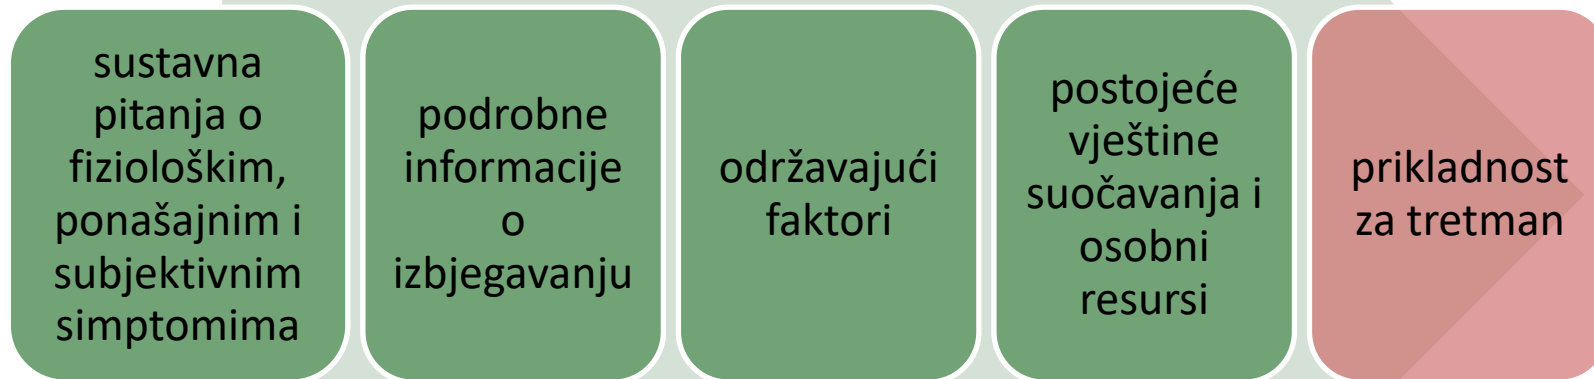 sustavna
pitanja o
fiziološkim,
ponašajnim i
subjektivnim
simptomima
podrobne
informacije
o
izbjegavanju
održavajući
faktori
postojeće
vještine
suočavanja i
osobni
resursi
prikladnost
za tretman